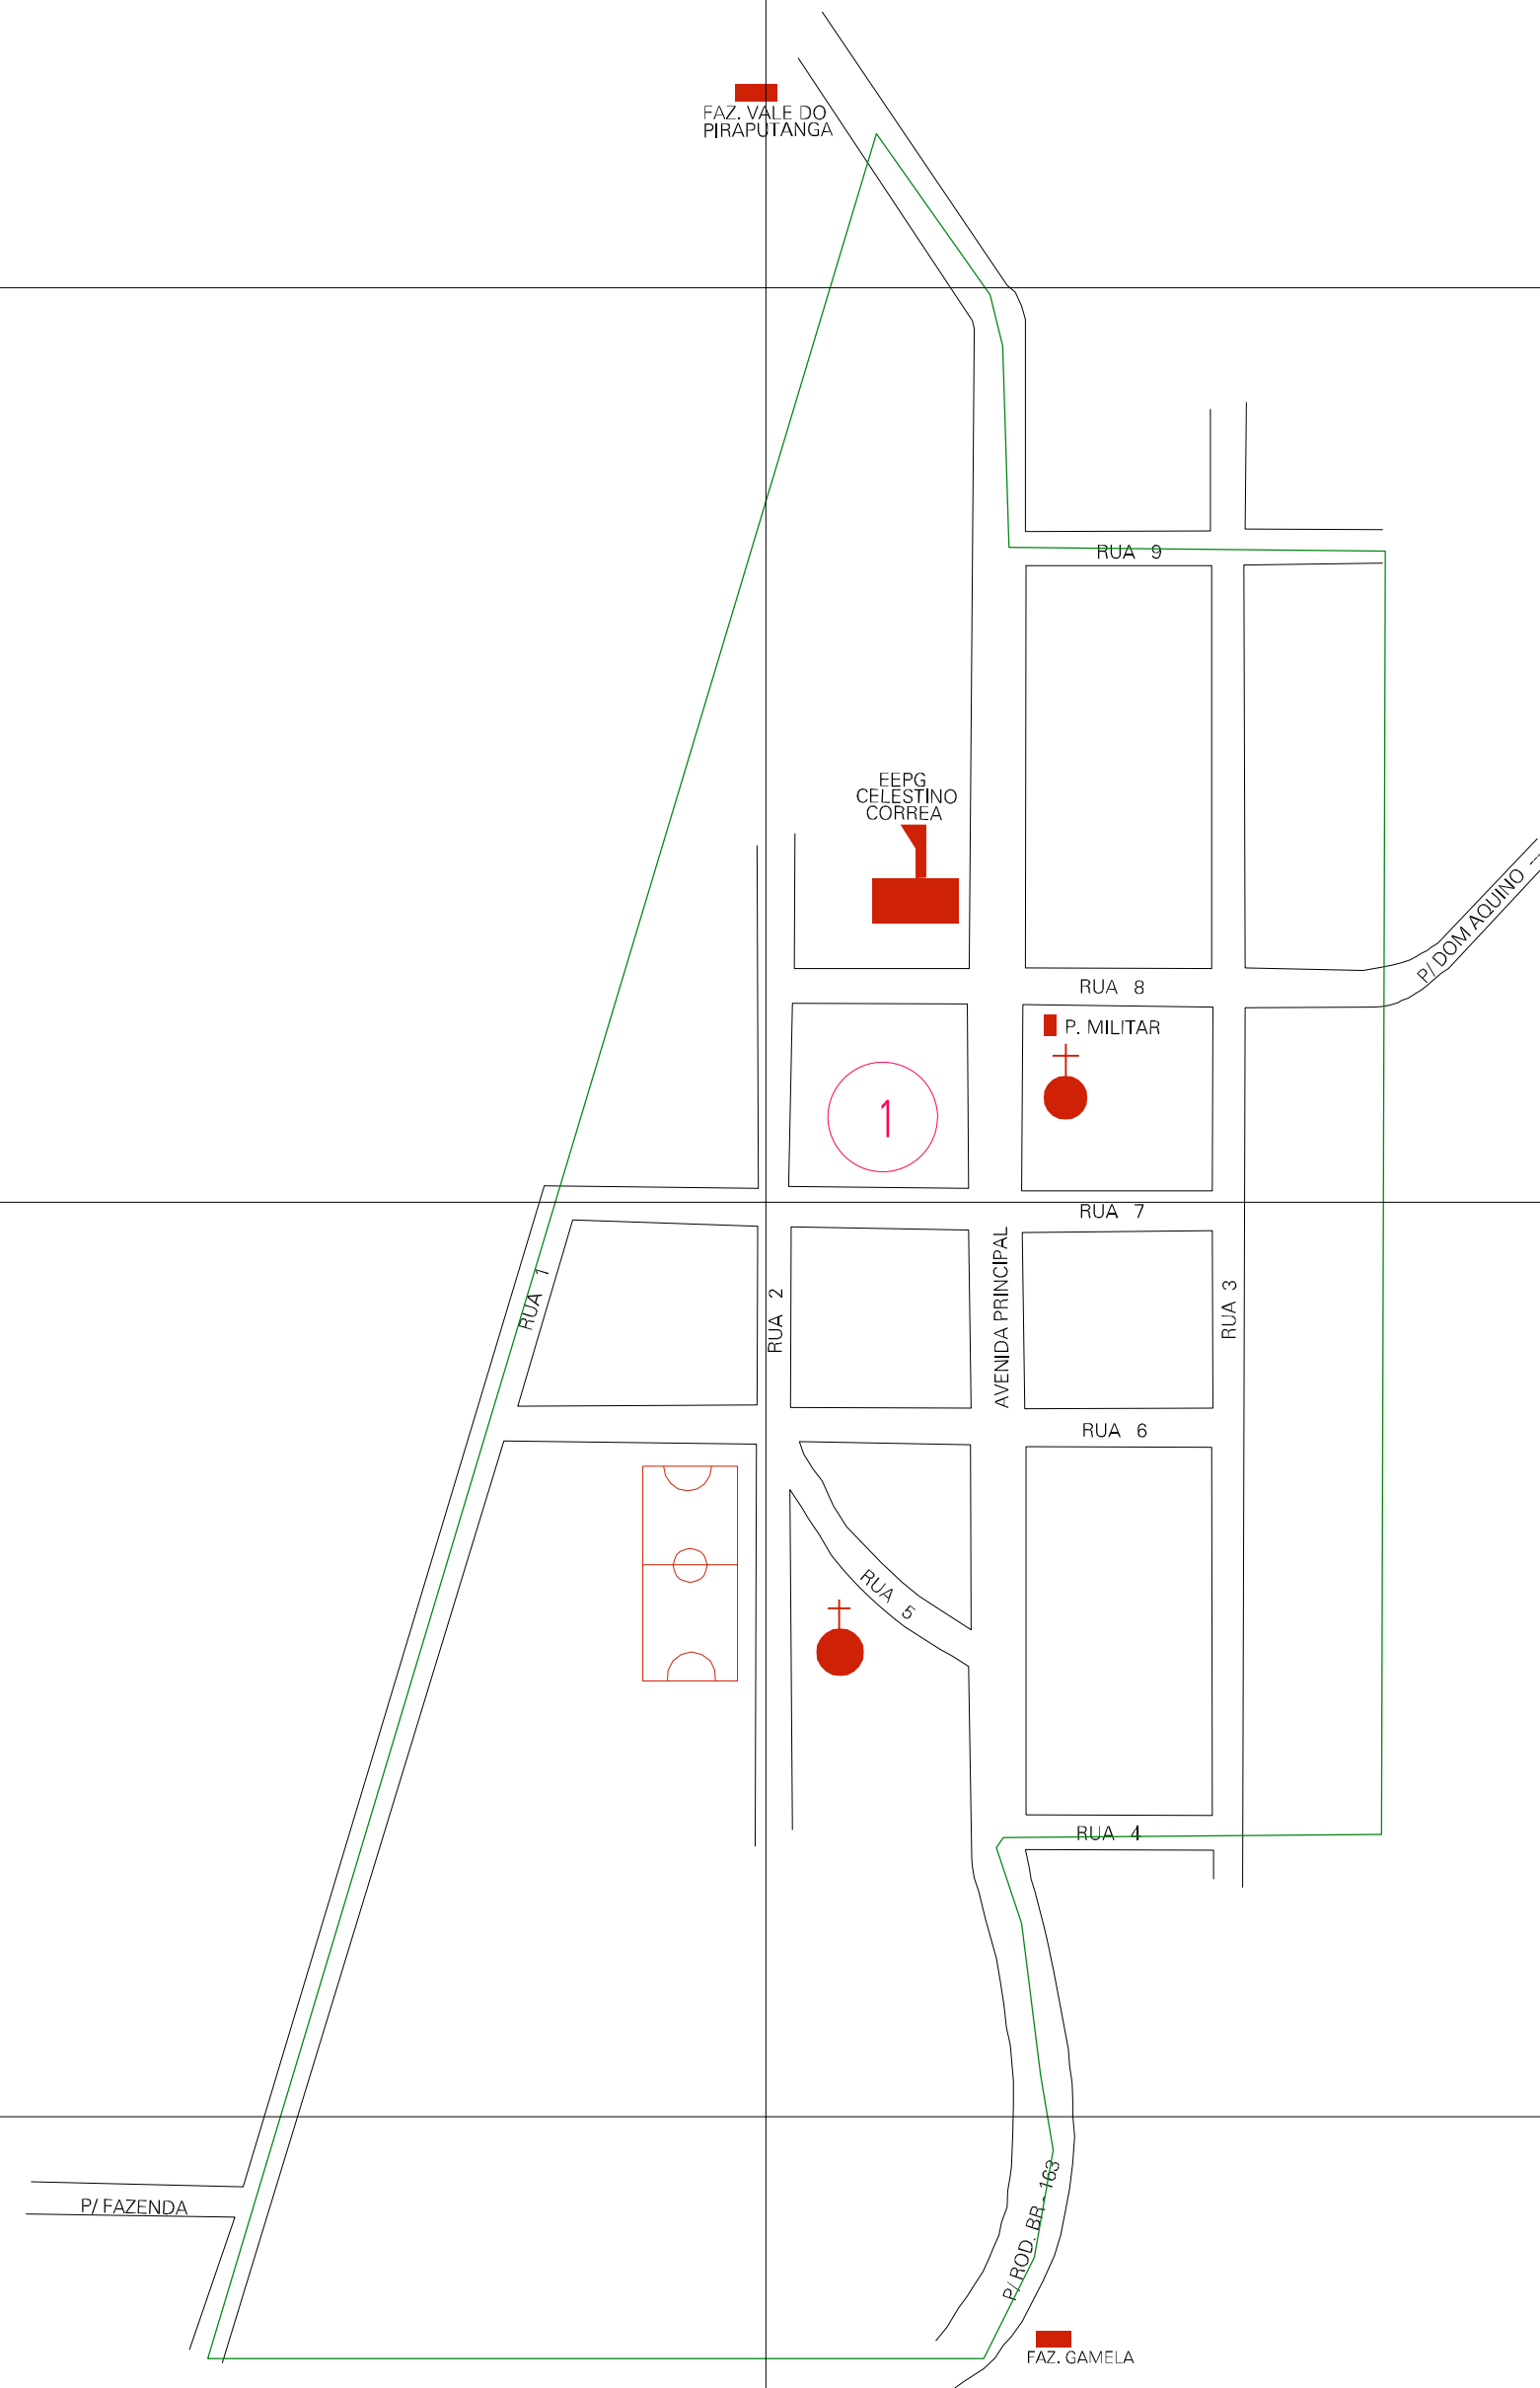 FAZ. VALE DO
PIRAPUTANGA
RUA 9
EEPG
CELESTINO
CORREA
P/ DOM AQUINO
RUA 8
P. MILITAR
1
RUA 7
RUA 1
RUA 2
AVENIDA PRINCIPAL
RUA 3
RUA 6
RUA 5
RUA 4
P/ FAZENDA
P/ ROD. BR - 163
FAZ. GAMELA